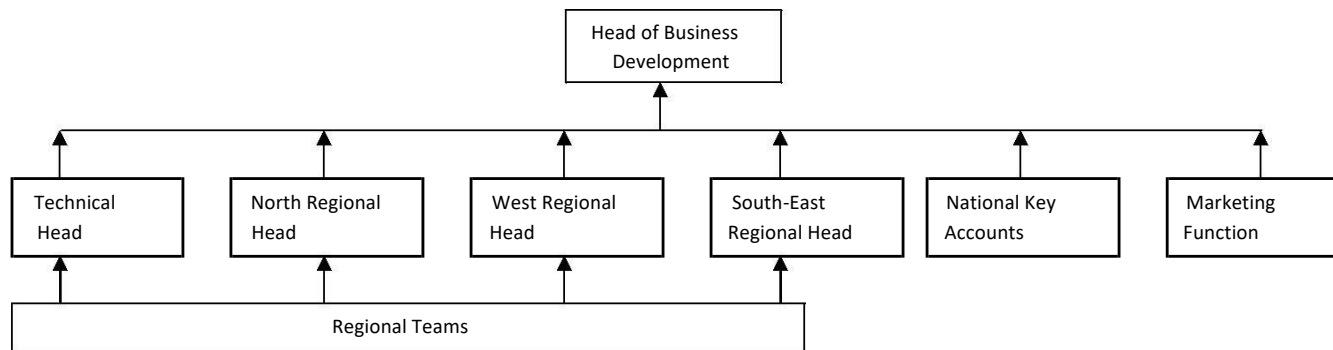 Head of Business
Development
Technical
Head
North Regional
Head
West Regional
Head
South-East
Regional Head
National Key
Accounts
Marketing
Function
Regional Teams